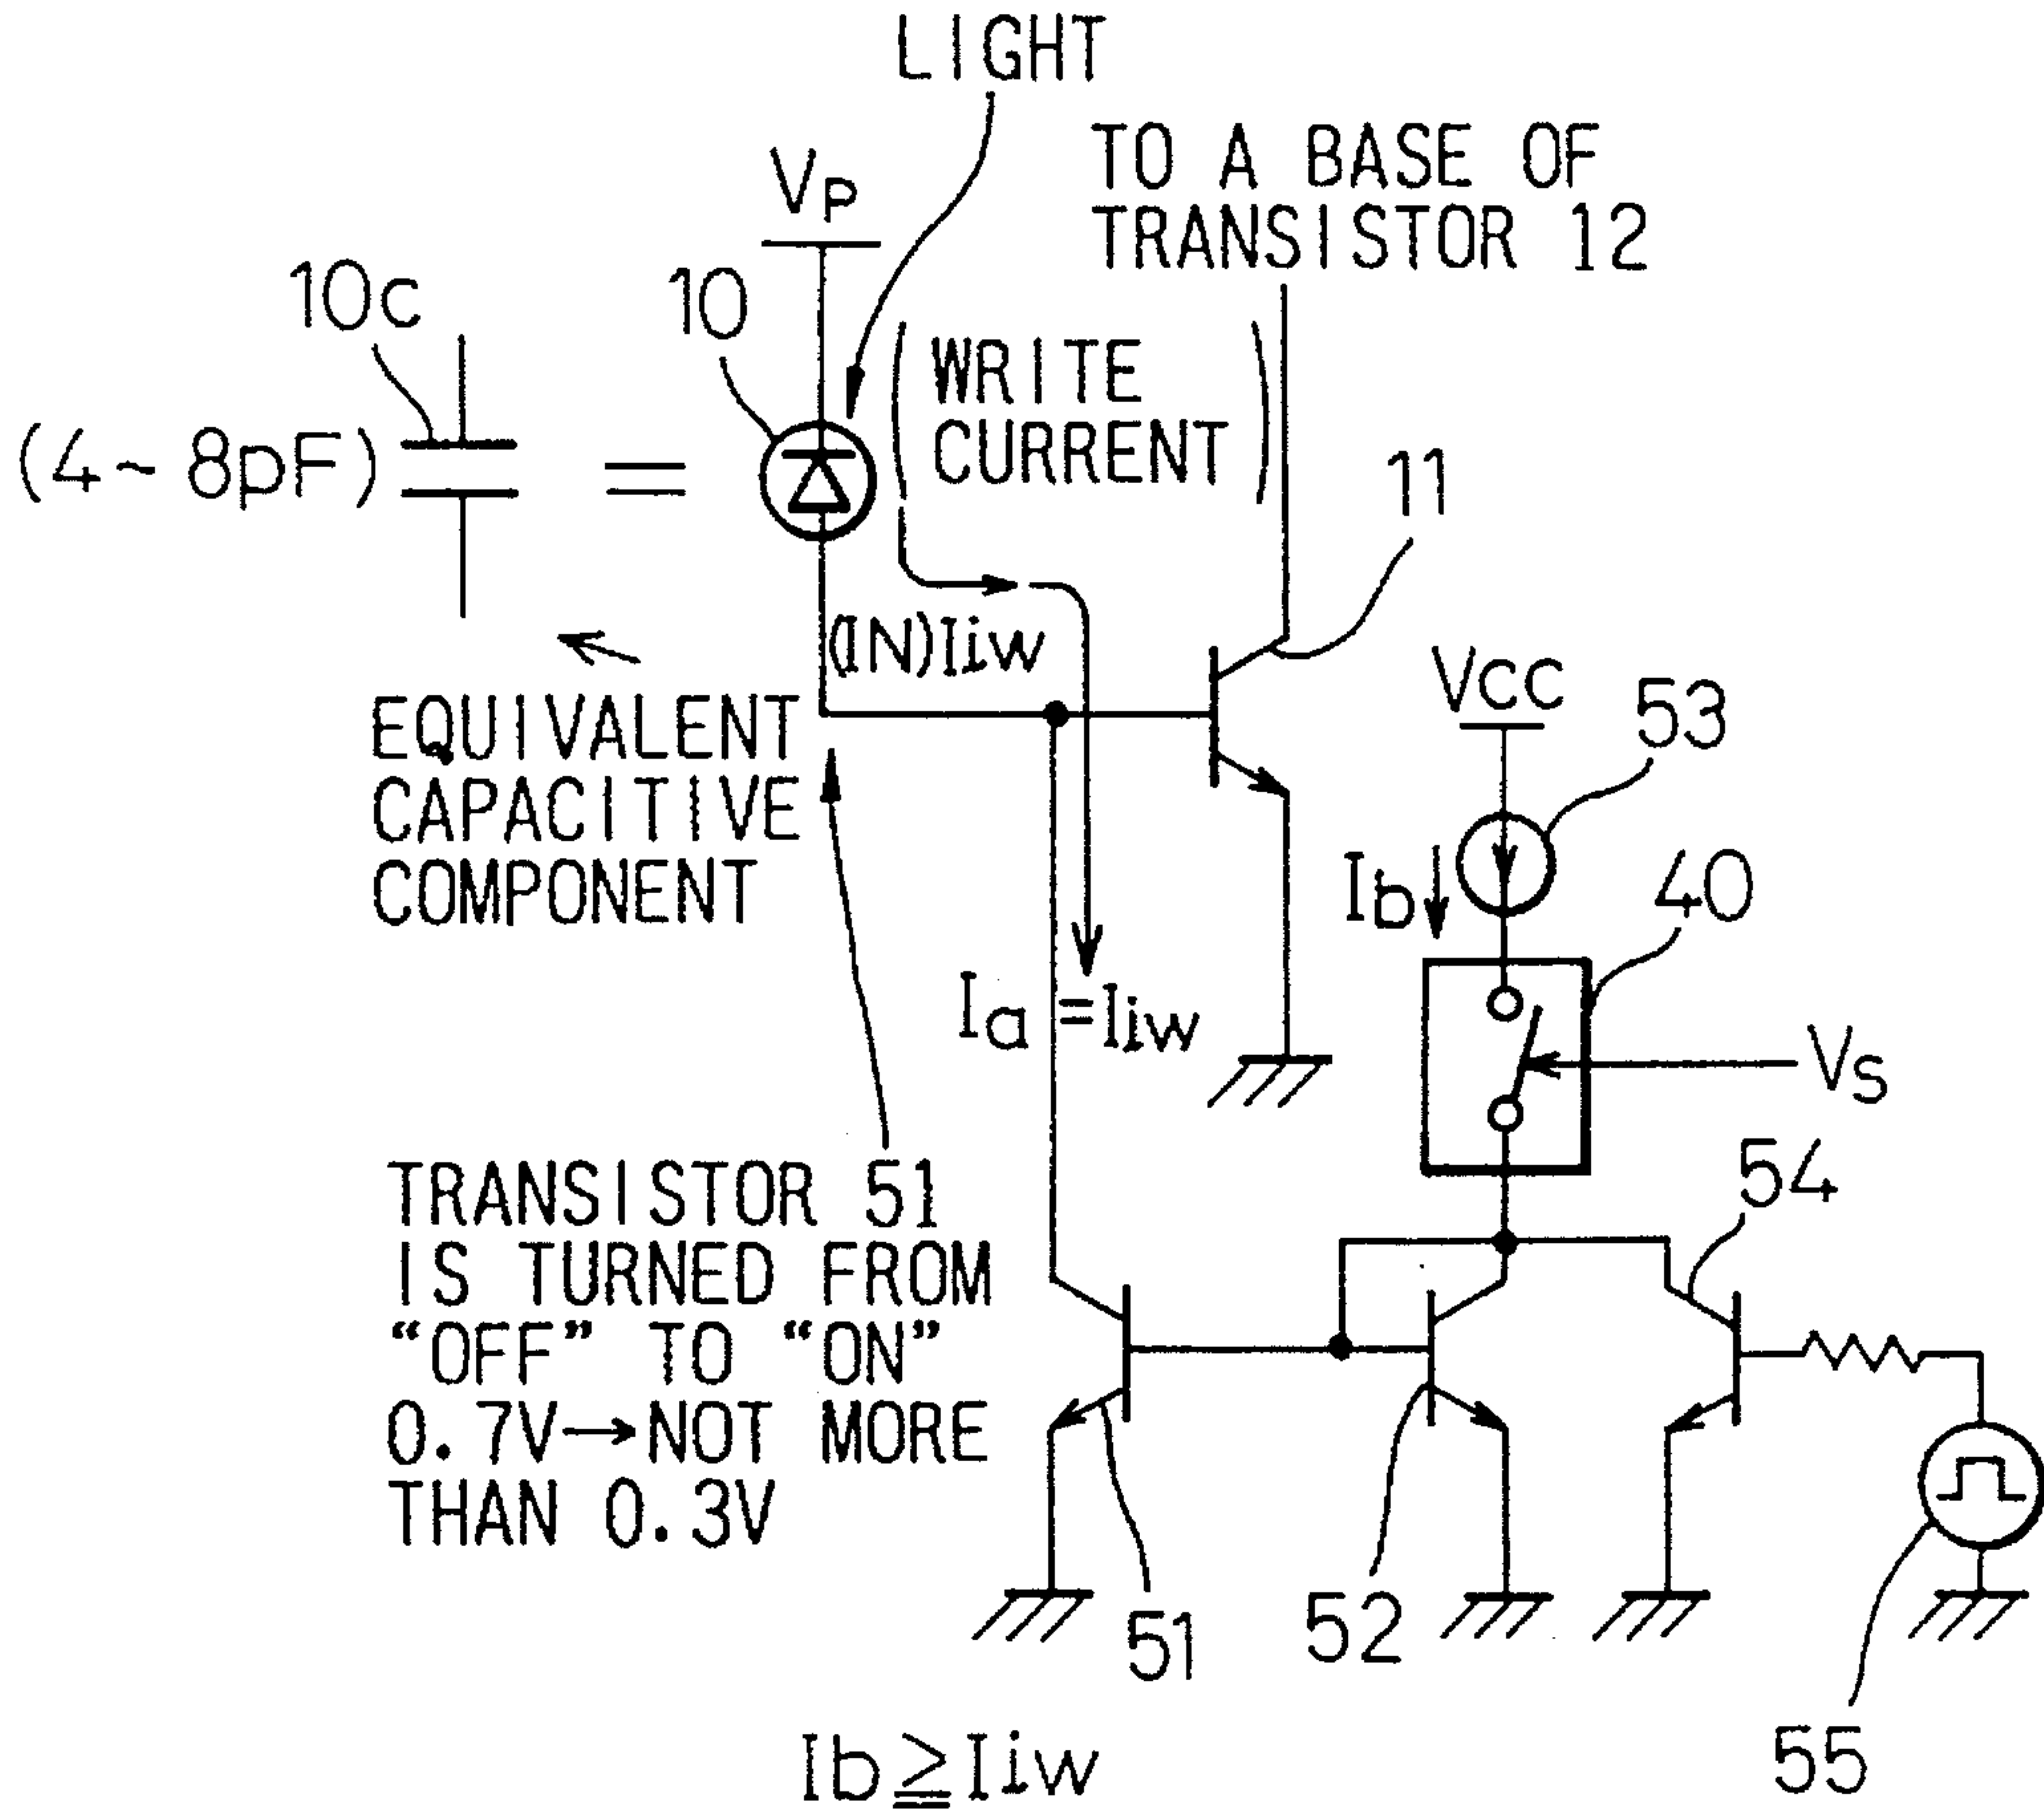 LIGHT
TO A BASE OF
TRANSISTOR 12
VP
10c
10
WRITE
CURRENT
(4~8pF)
=
11
(IN)Iiw
VCC
53
EQUIVALENT
CAPACITIVE
COMPONENT
Ib
40
Ia=Iiw
VS
54
TRANSISTOR 51
IS TURNED FROM
“OFF” TO “ON”
0.7V→NOT MORE
THAN 0.3V
51
52
55
Ib≧Iiw